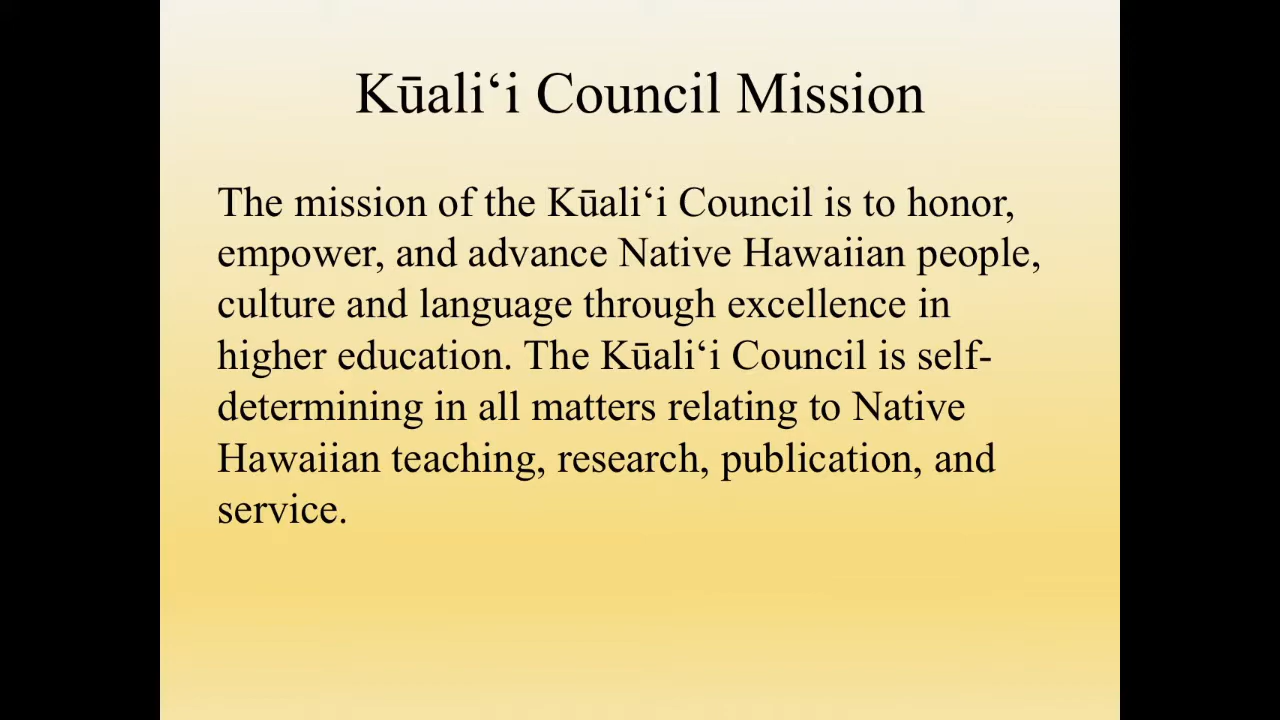 Kūali‘i Council Mission
The mission of the Kūali‘i Council is to honor,
empower, and advance Native Hawaiian people,
culture and language through excellence in
higher education. The Kūali‘i Council is self-
determining in all matters relating to Native
Hawaiian teaching, research, publication, and
service.